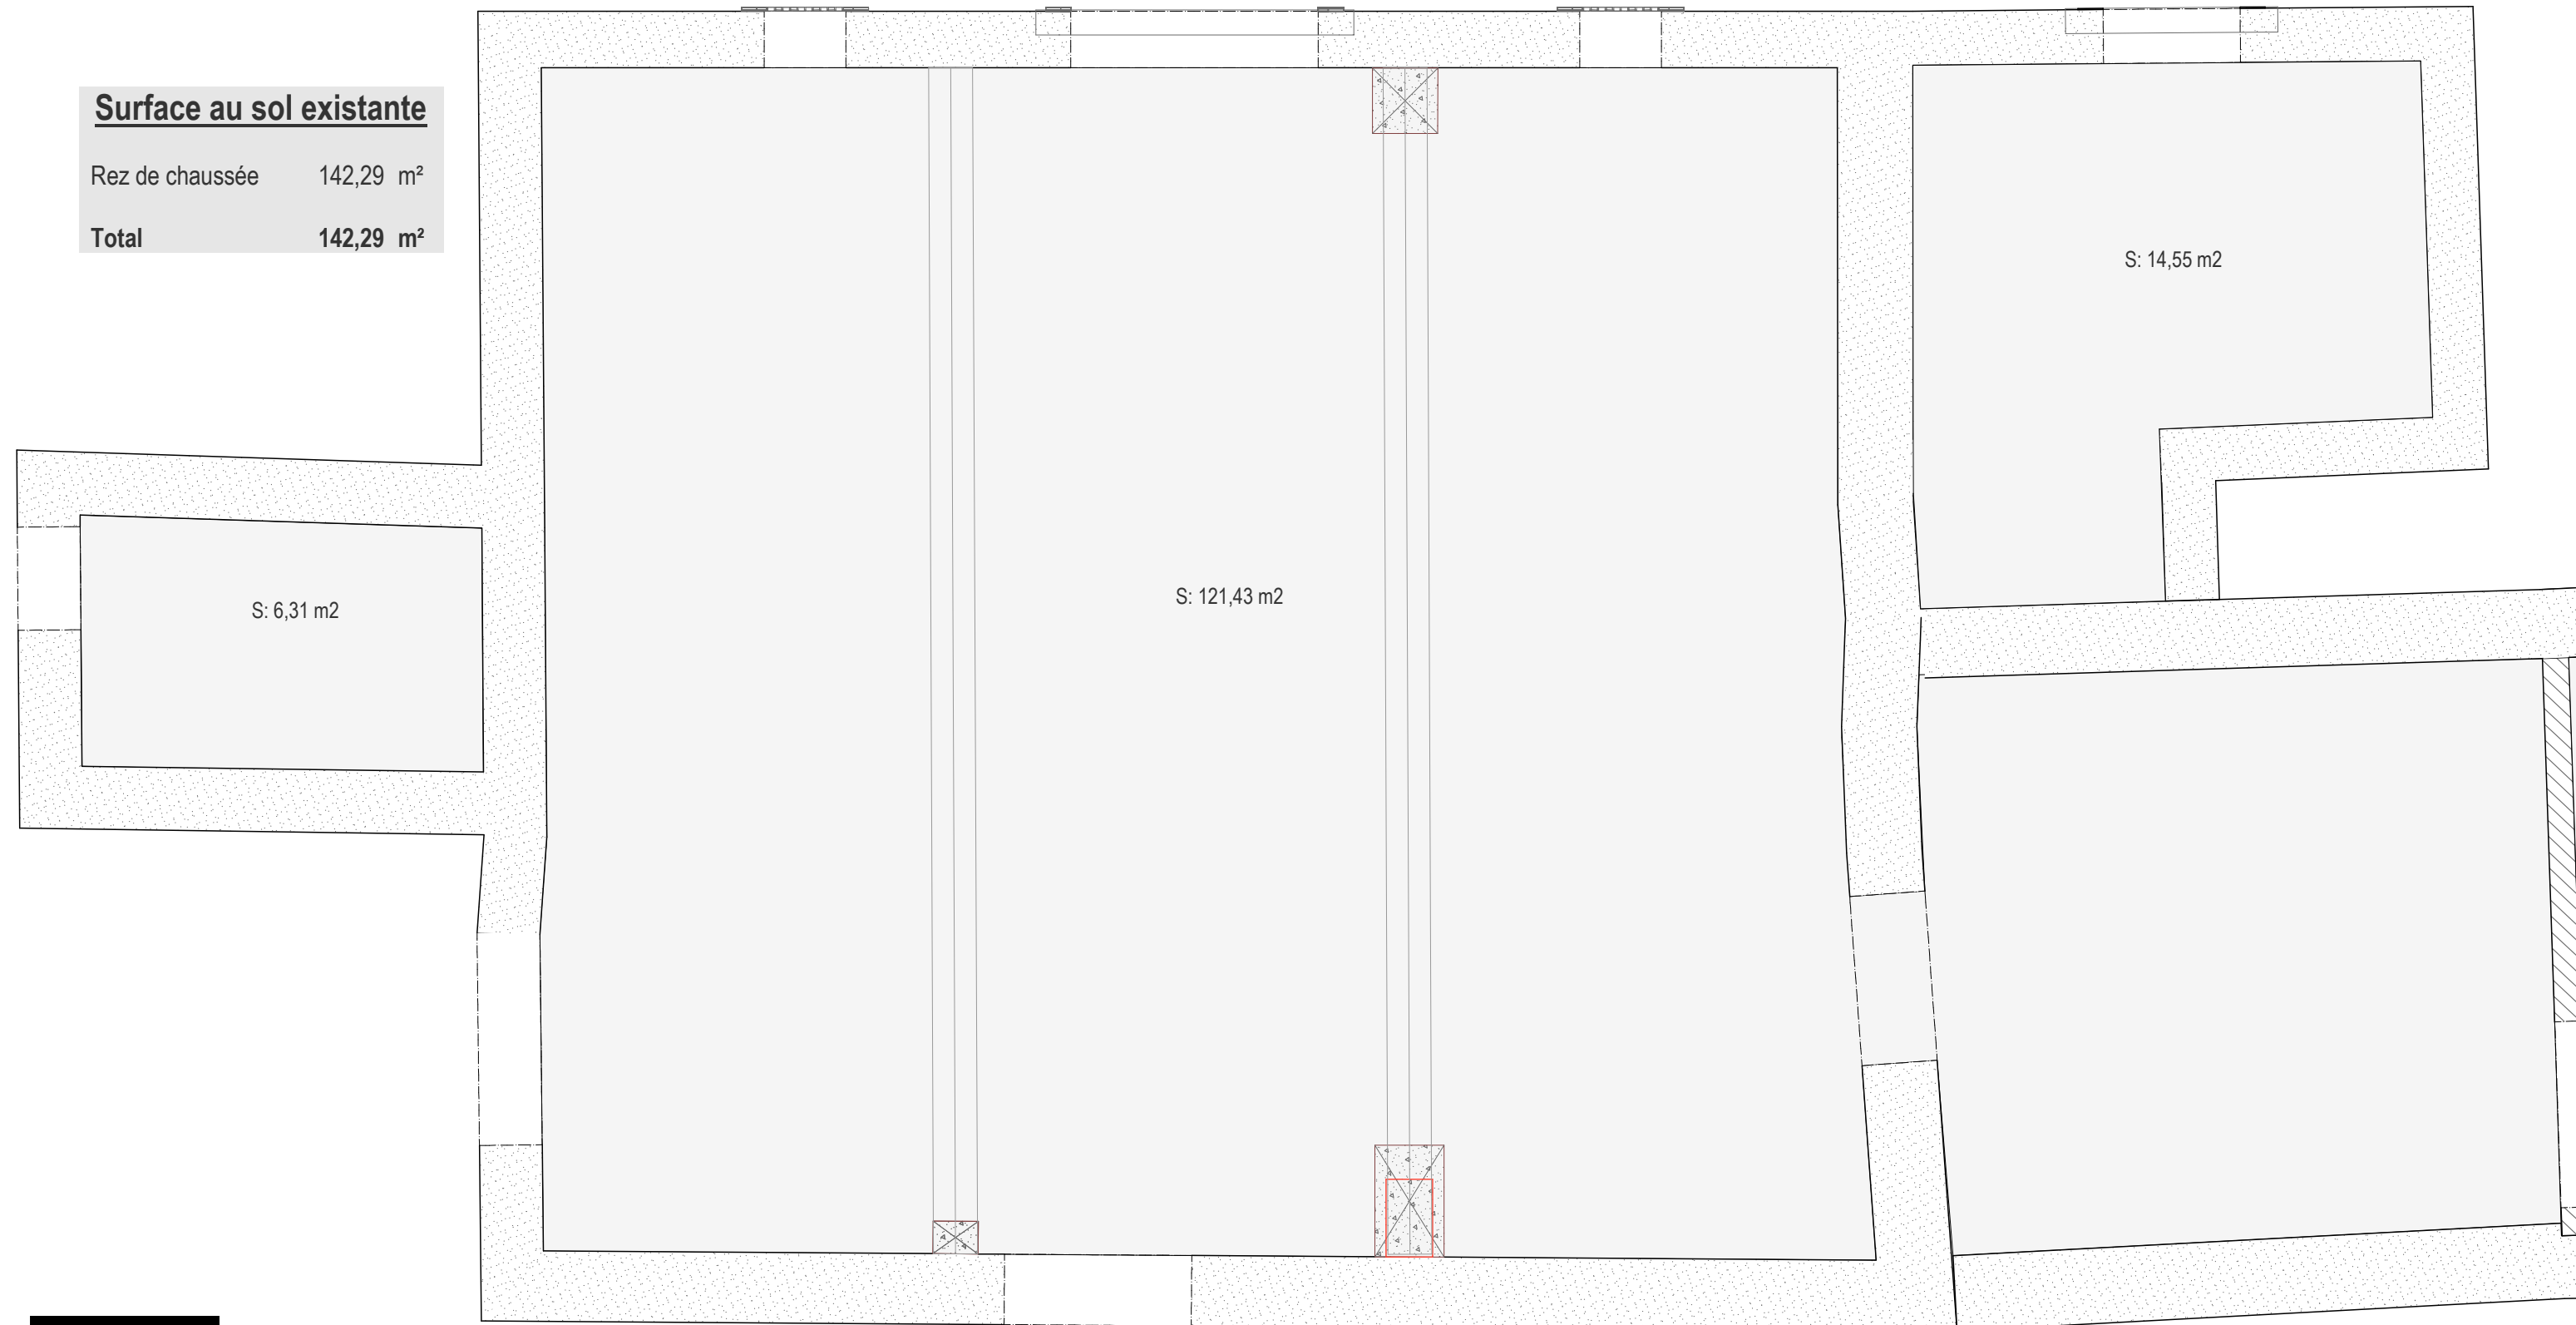 Surface au sol existante
Rez de chaussée 142,29 m²
Total 142,29 m²
S: 14,55 m2
S: 121,43 m2
S: 6,31 m2